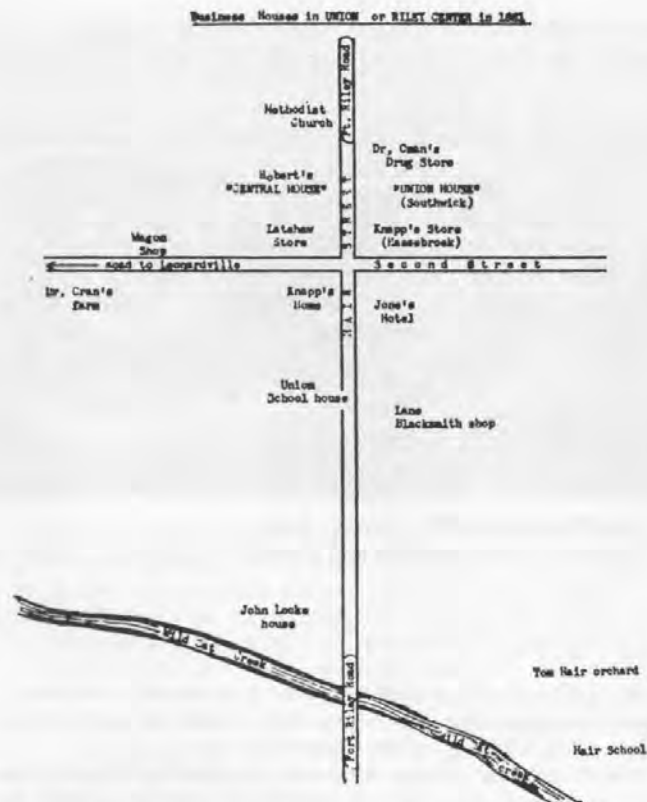 Business Houses in UNION or RILEY CENTER in 1881
(Ft. Riley Road)
Methodist
Church
Dr. Cman's
Drug Store
Hobert's
"CENTRAL HOUSE"
"UNION HOUSE"
(Southwick)
Latshaw
Store
Knapp's Store
(Hassebroek)
Wagon
Shop
MAIN STREET
Road to Leonardville
Second Street
Dr. Cran's
farm
Knapp's
Home
Jone's
Hotel
Union
School house
Lane
Blacksmith shop
John Locke
house
Wild Cat Creek
Tom Hair orchard
(Fort Riley Road)
Wild Cat
Creek
Hair School